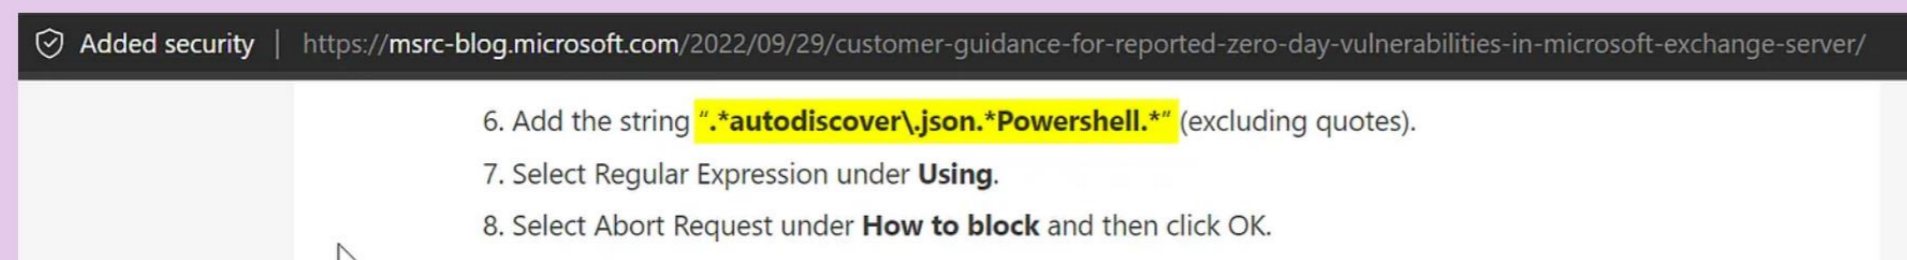 Added security | https://msrc-blog.microsoft.com/2022/09/29/customer-guidance-for-reported-zero-day-vulnerabilities-in-microsoft-exchange-server/
6. Add the string “.*autodiscover\.json.*Powershell.*” (excluding quotes).
7. Select Regular Expression under Using.
8. Select Abort Request under How to block and then click OK.